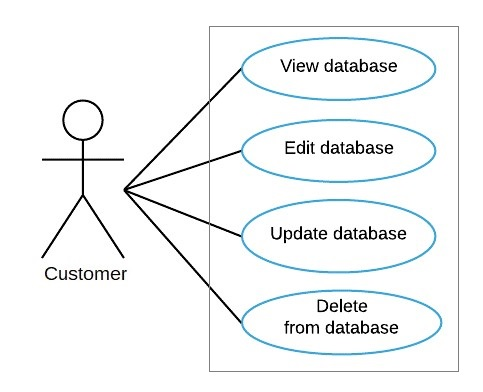 View database
Edit database
Update database
Delete
from database
Customer